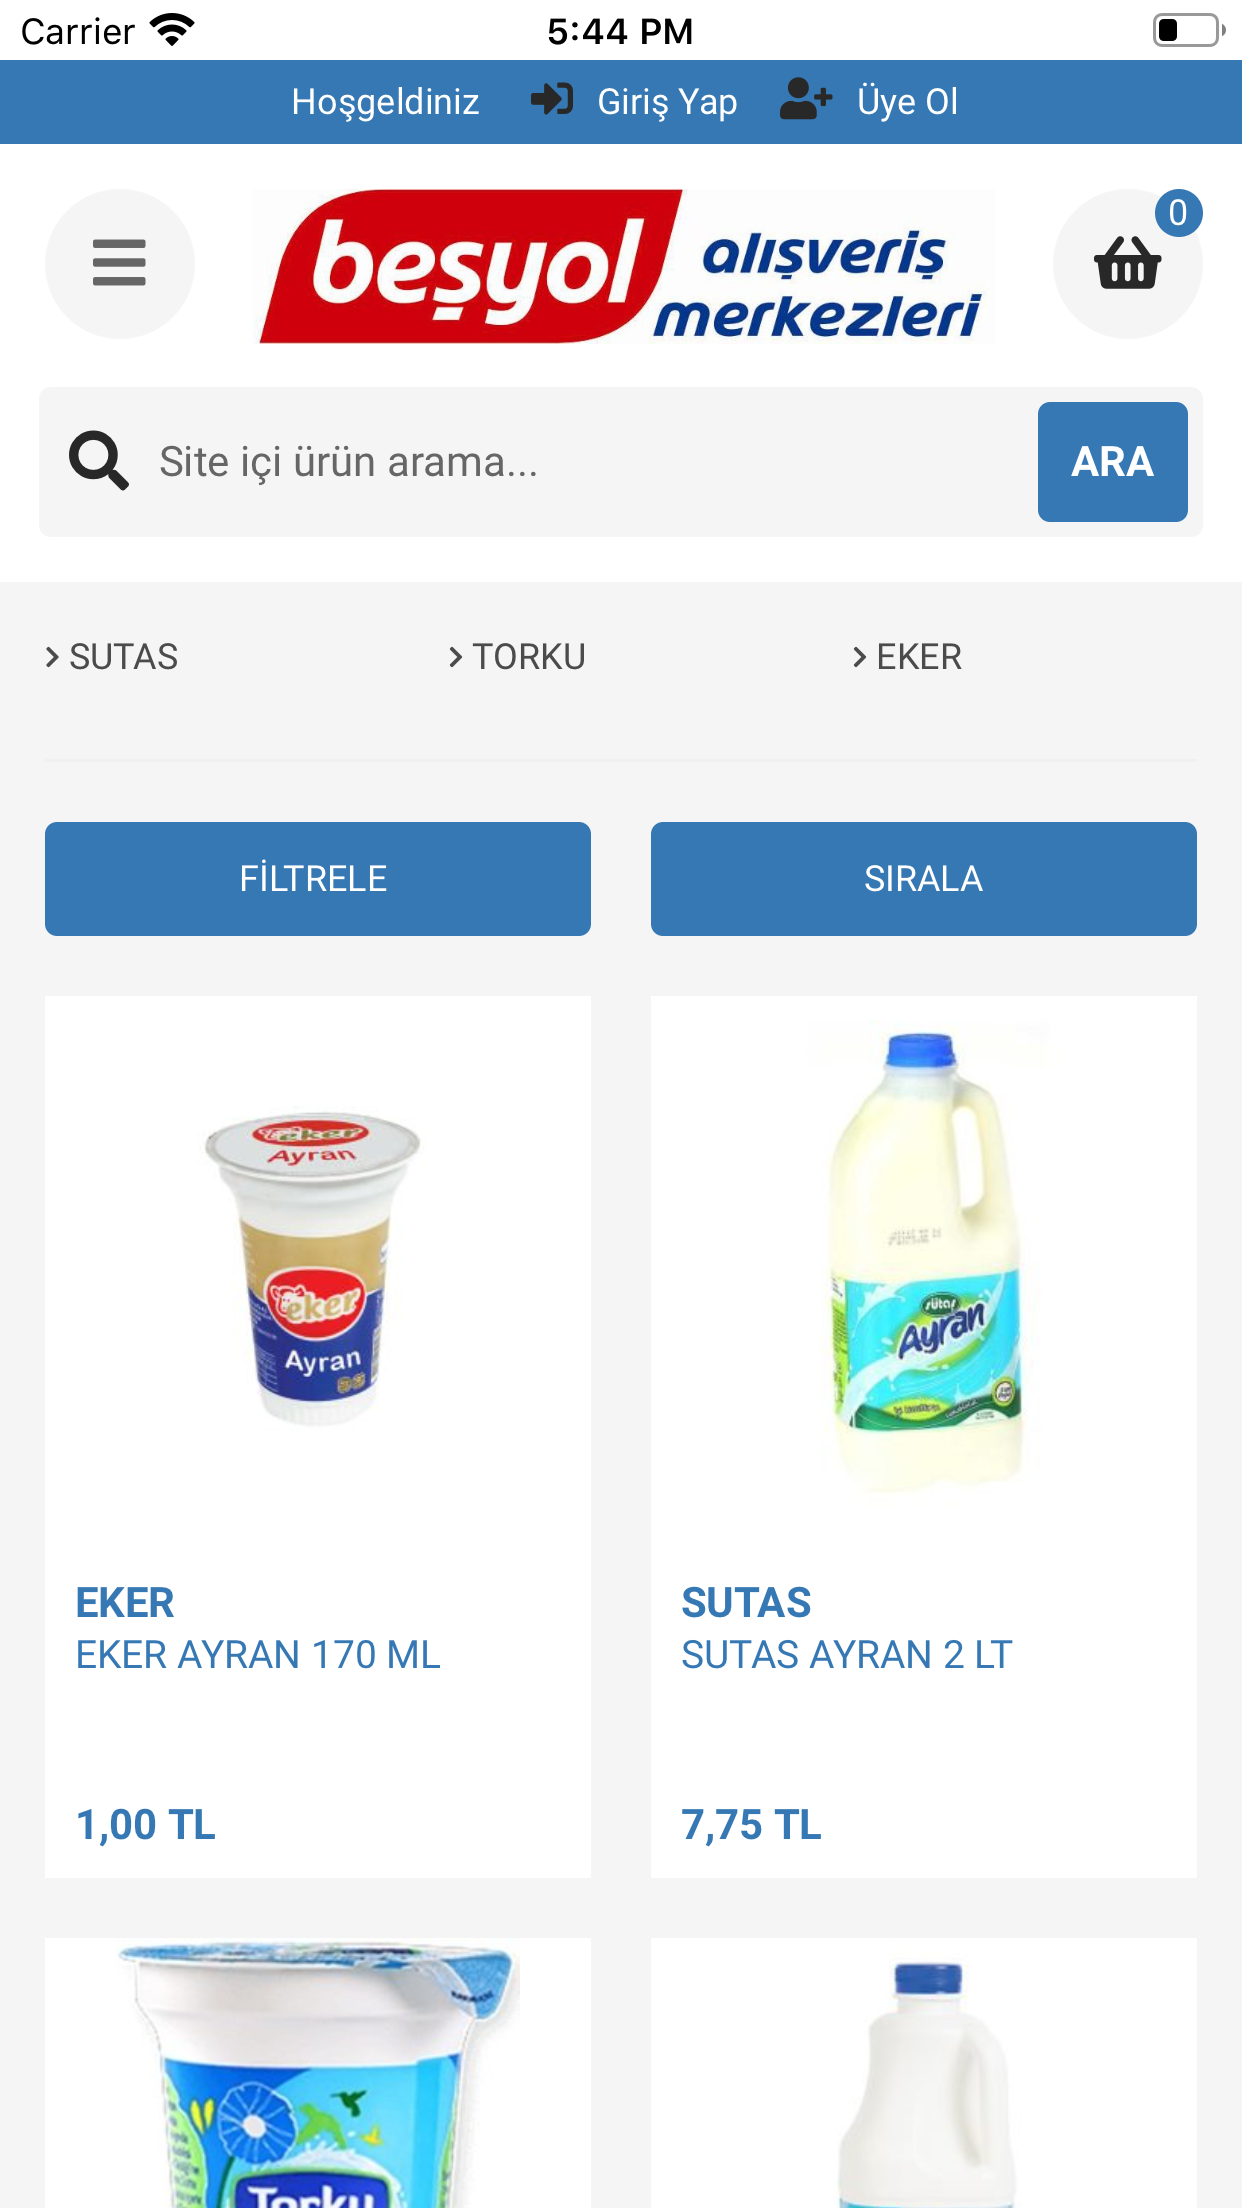 Carrier 5:44 PM
Hoşgeldiniz Giriş Yap Üye Ol
beşyol alışveriş merkezleri
0
Site içi ürün arama...
ARA
SUTAS TORKU EKER
FİLTRELE SIRALA
eker
Ayran
eker
Ayran
sütaş
Ayran
EKER
EKER AYRAN 170 ML
1,00 TL
SUTAS
SUTAS AYRAN 2 LT
7,75 TL
Torku